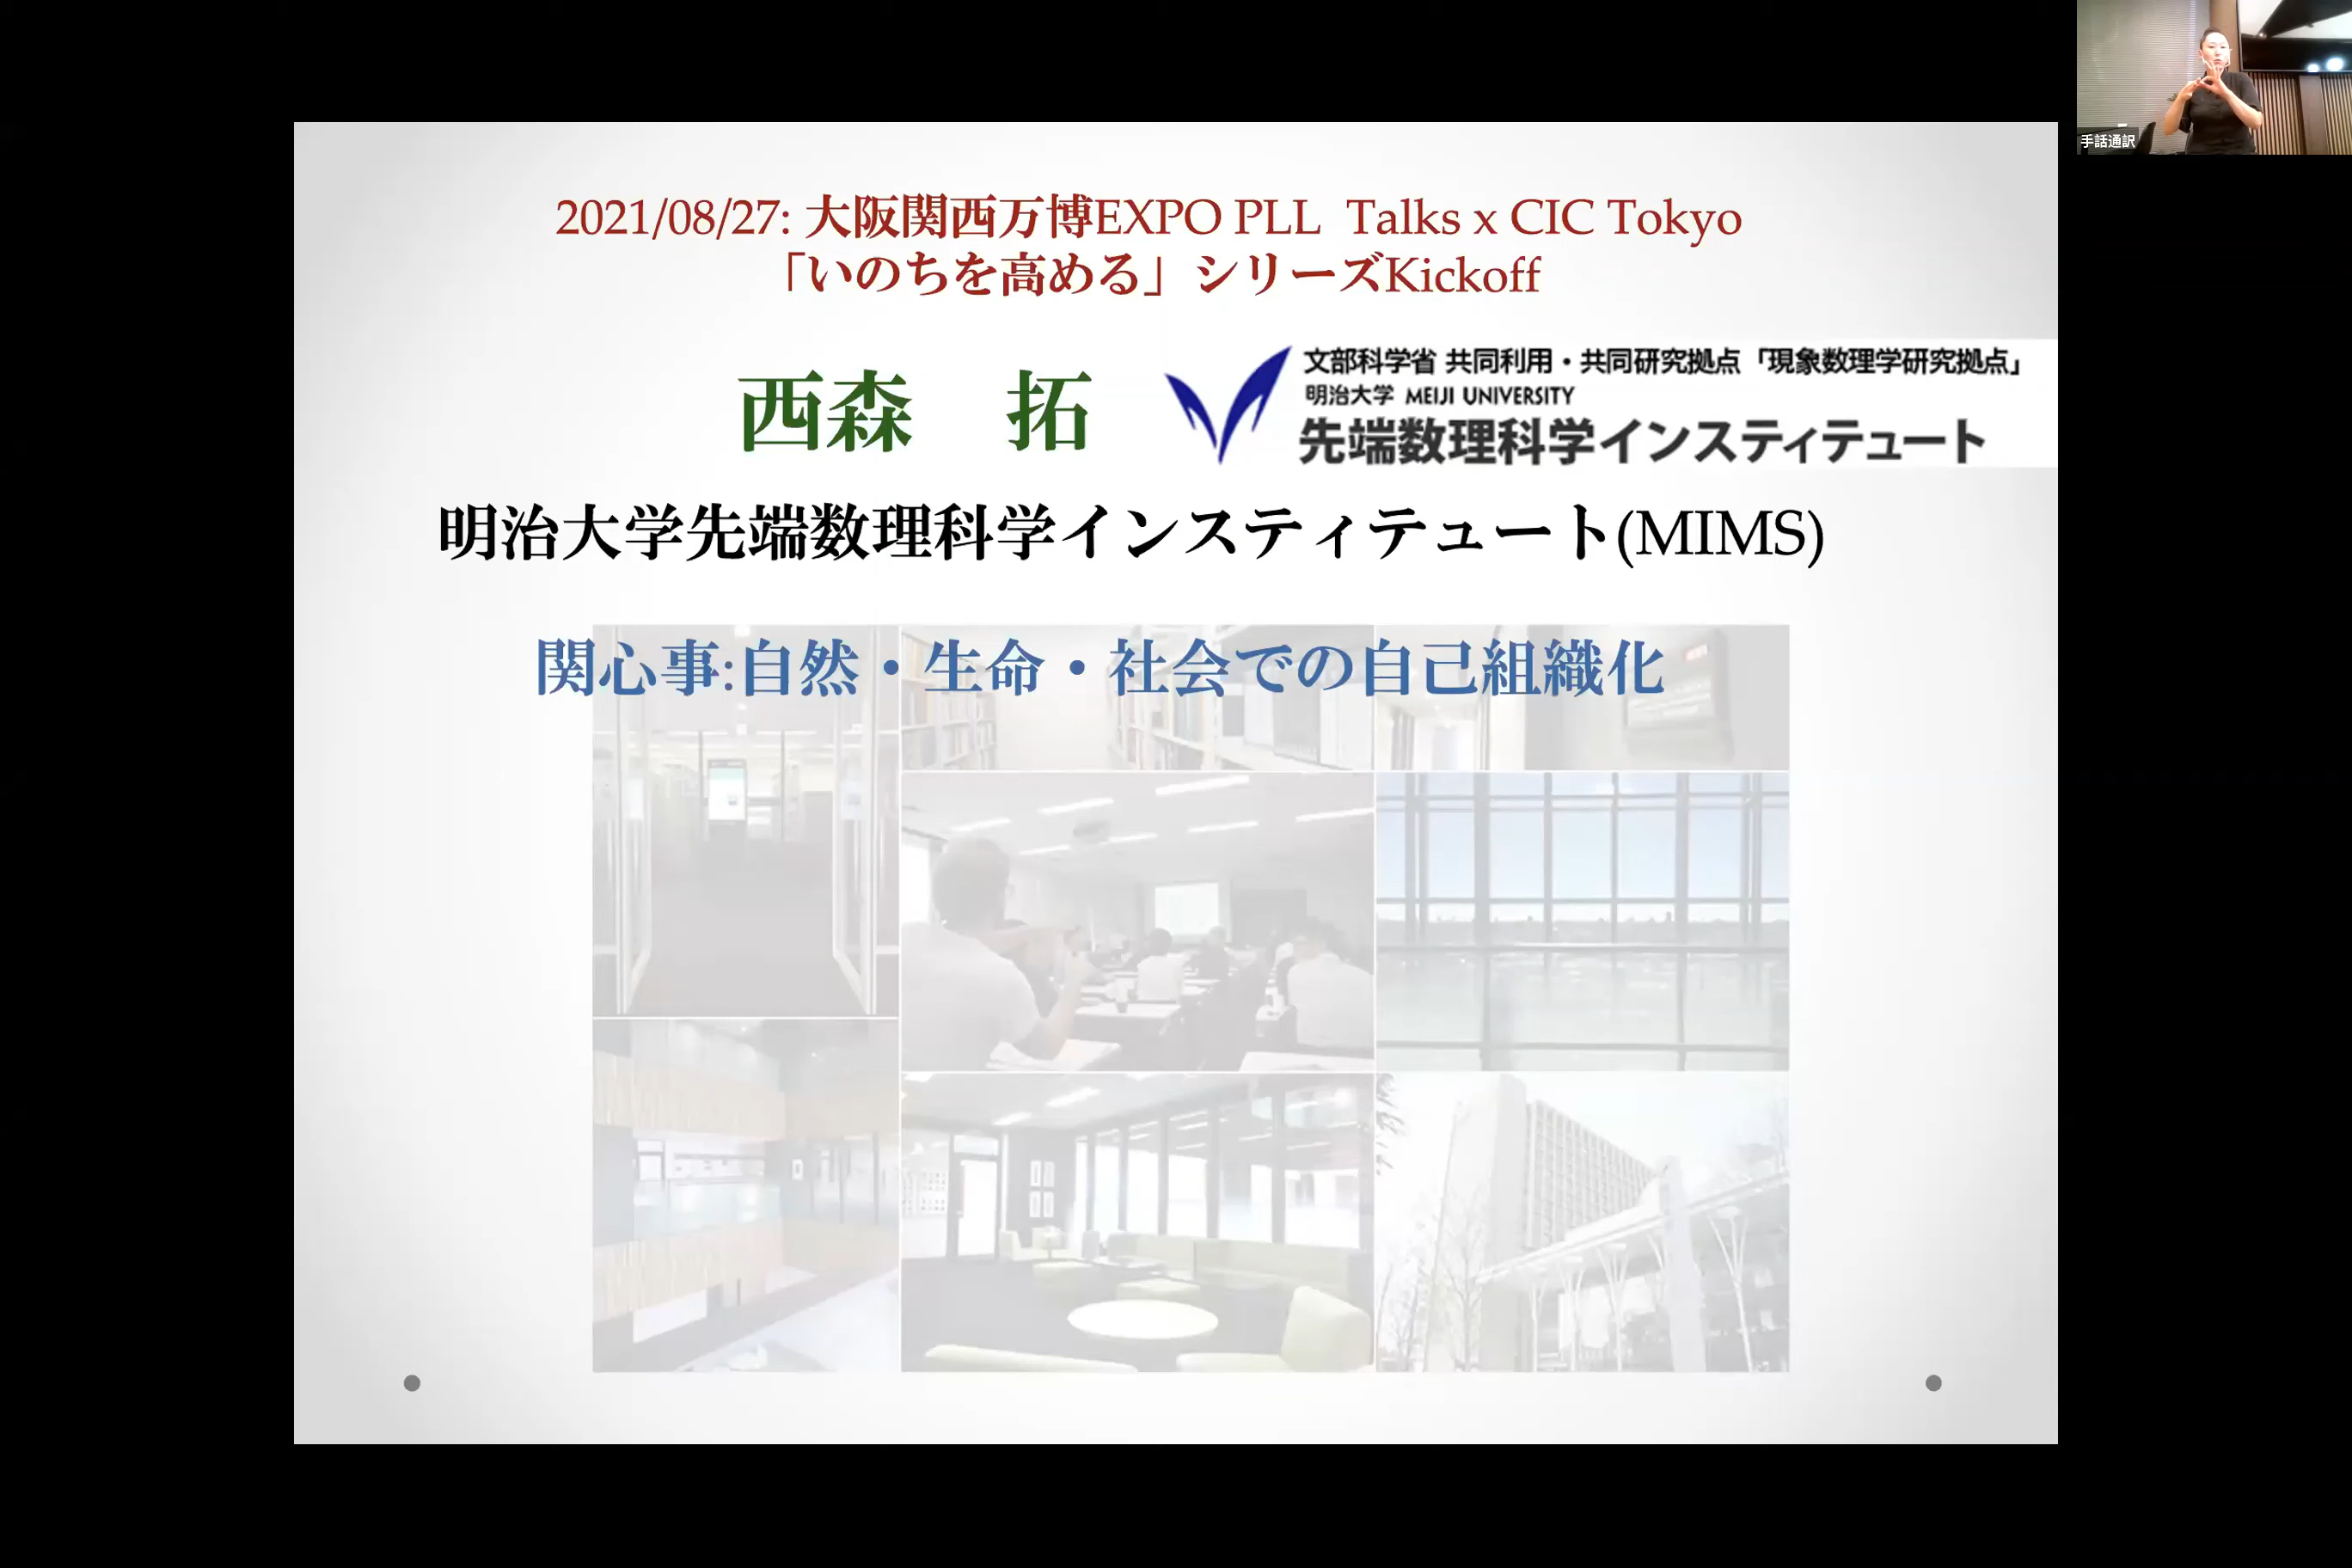 2021/08/27: 大阪関西万博EXPO PLL Talks x CIC Tokyo
「いのちを高める」シリーズKickoff
西森 拓
文部科学省 共同利用・共同研究拠点「現象数理学研究拠点」
明治大学 MEIJI UNIVERSITY
先端数理科学インスティテュート
明治大学先端数理科学インスティテュート(MIMS)
関心事:自然・生命・社会での自己組織化
手話通訳